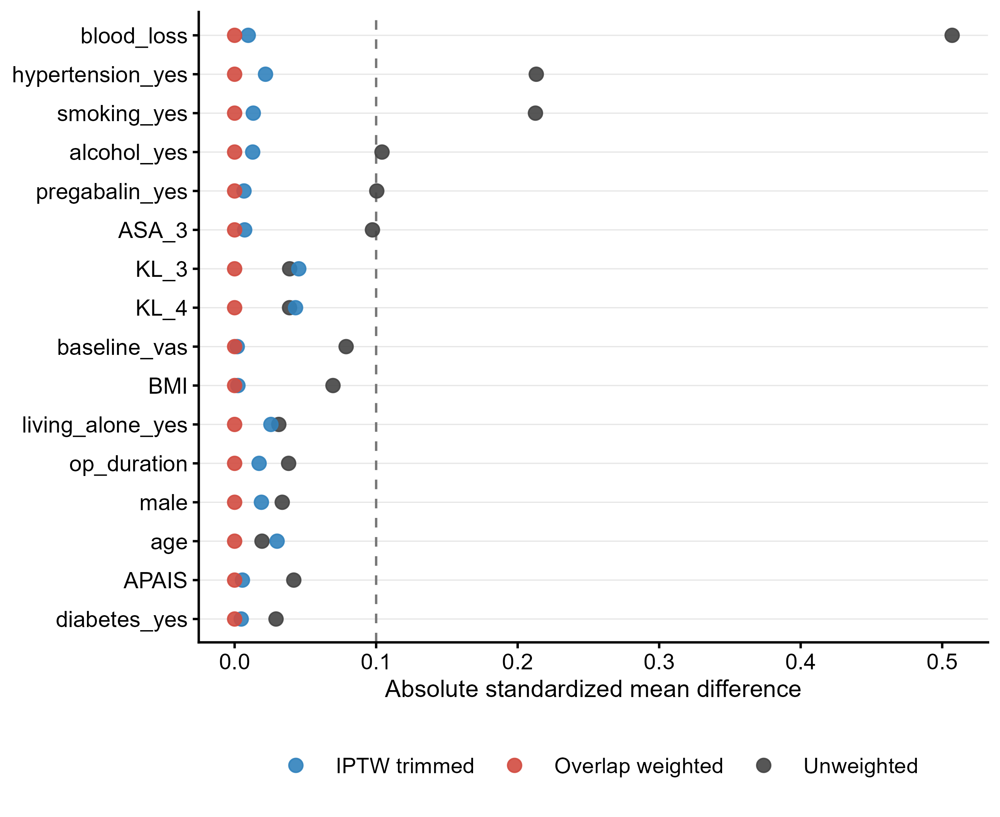 blood_loss
hypertension_yes
smoking_yes
alcohol_yes
pregabalin_yes
ASA_3
KL_3
KL_4
baseline_vas
BMI
living_alone_yes
op_duration
male
age
APAIS
diabetes_yes
0.0 0.1 0.2 0.3 0.4 0.5
Absolute standardized mean difference
IPTW trimmed Overlap weighted Unweighted